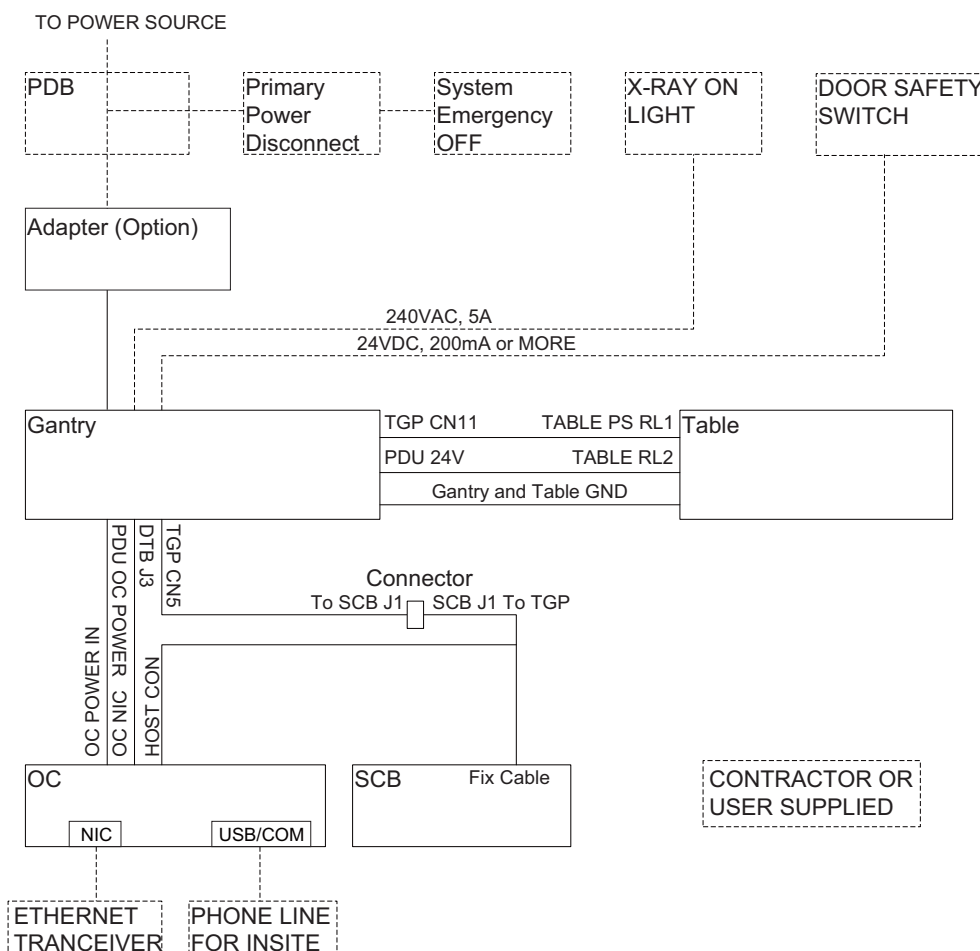 TO POWER SOURCE
PDB
Primary
Power
Disconnect
System
Emergency
OFF
X-RAY ON
LIGHT
DOOR SAFETY
SWITCH
Adapter (Option)
240VAC, 5A
24VDC, 200mA or MORE
Gantry
TGP CN11
TABLE PS RL1
Table
PDU 24V
TABLE RL2
Gantry and Table GND
PDU OC POWER
DTB J3
TGP CN5
Connector
To SCB J1
SCB J1 To TGP
OC POWER IN
OC NIC
HOST CON
OC
SCB
Fix Cable
CONTRACTOR OR
USER SUPPLIED
NIC
USB/COM
ETHERNET
TRANCEIVER
PHONE LINE
FOR INSITE